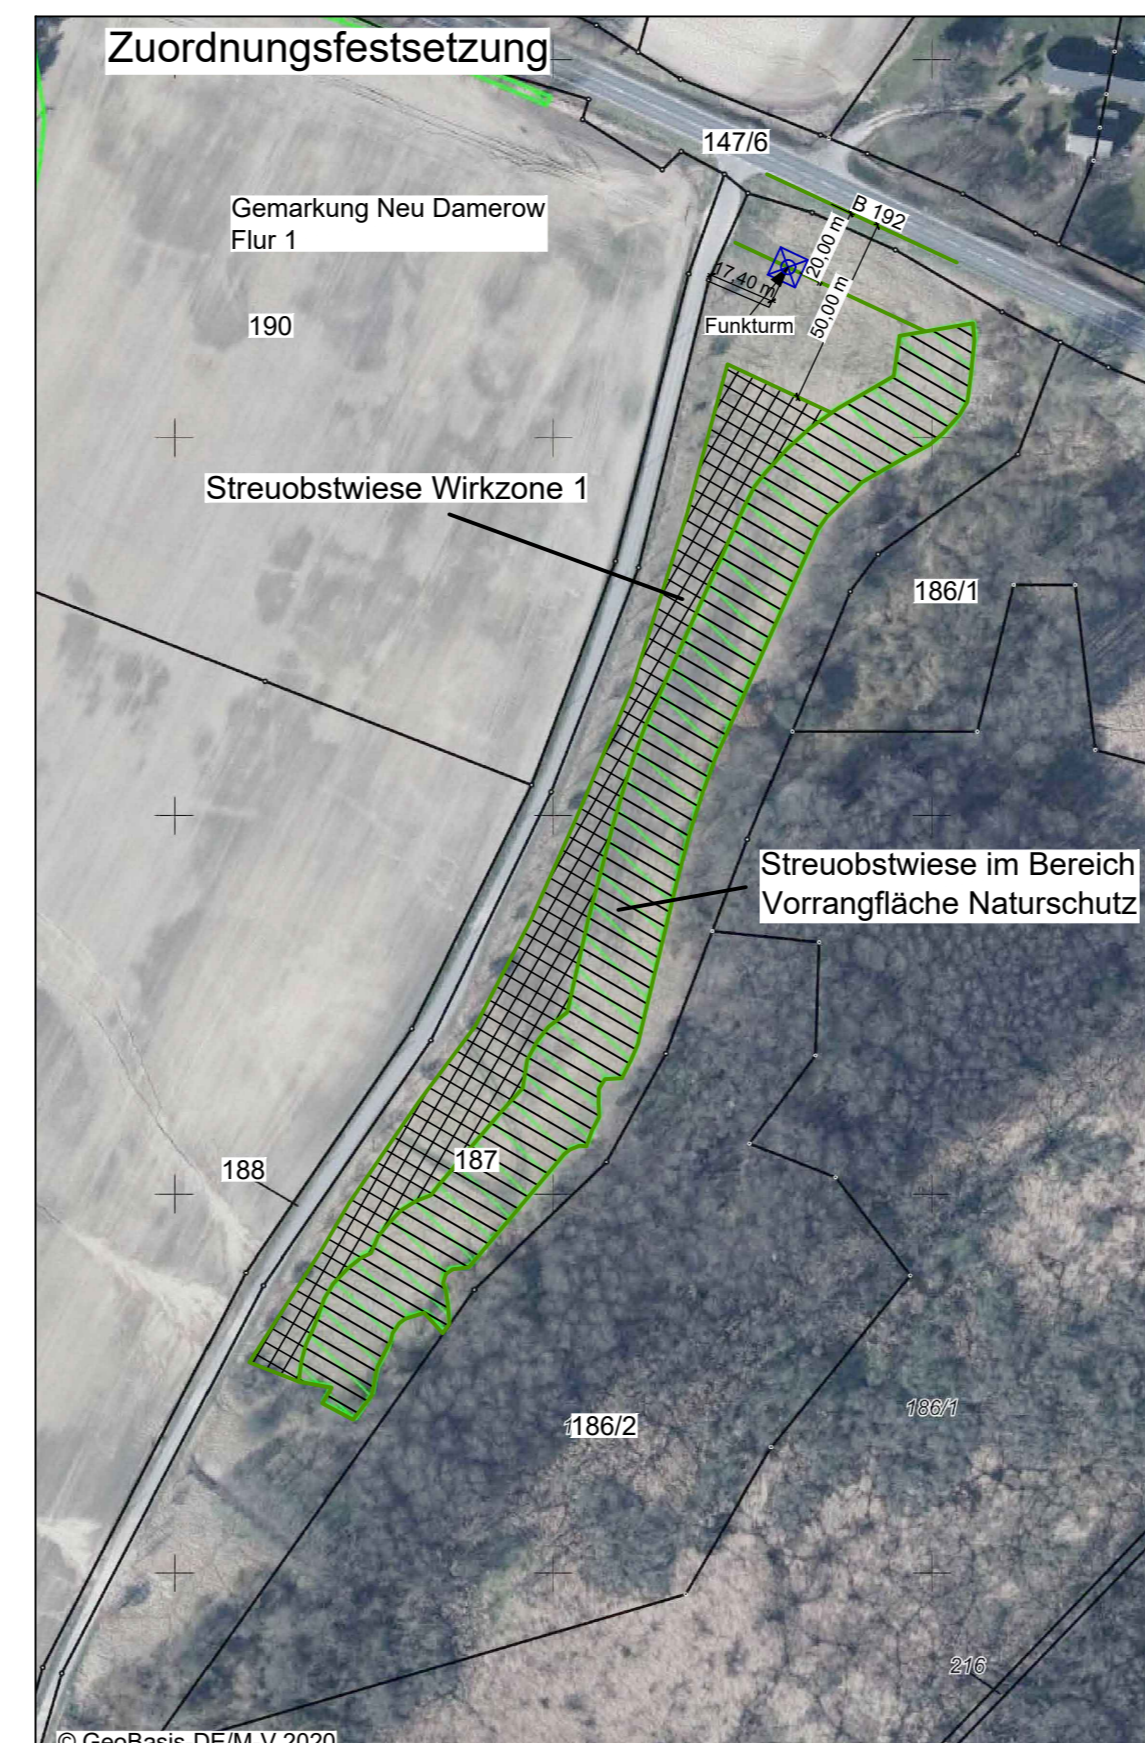 Zuordnungsfestsetzung
147/6
Gemarkung Neu Damerow
Flur 1
B 192
20,00 m
17,40 m
50,00 m
Funkturm
190
Streuobstwiese Wirkzone 1
186/1
Streuobstwiese im Bereich
Vorrangfläche Naturschutz
187
188
186/1
186/2
216
© GeoBasis-DE/M-V 2020